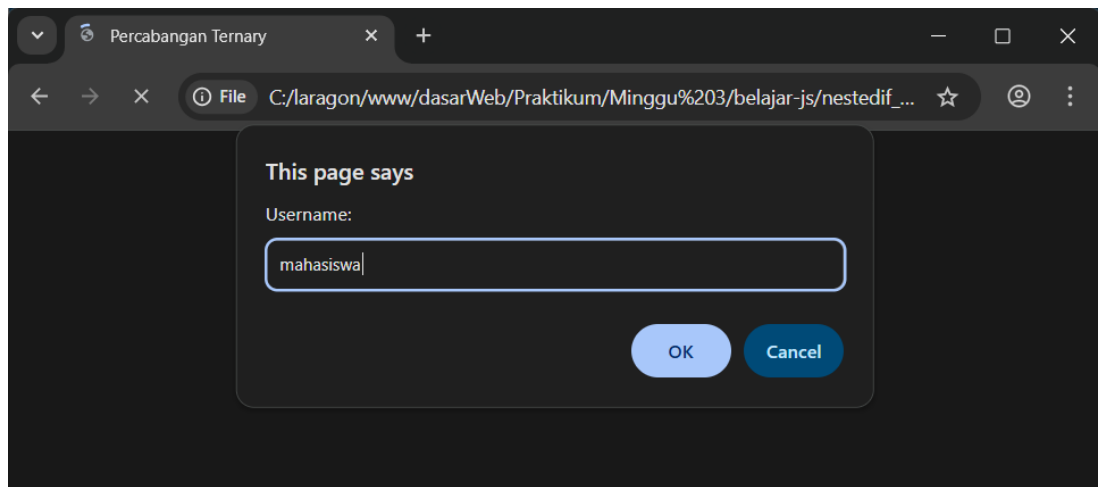 Percabangan Ternary
File C:/laragon/www/dasarWeb/Praktikum/Minggu%203/belajar-js/nestedif_...
This page says
Username:
mahasiswa
OK Cancel